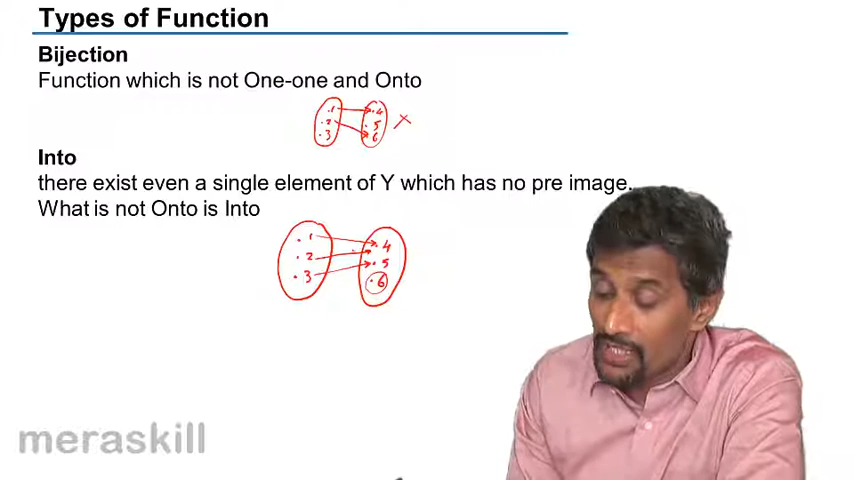 Types of Function
Bijection
Function which is not One-one and Onto
1 4
2 5
3 6
Into
there exist even a single element of Y which has no pre image.
What is not Onto is Into
1 4
2 5
3 6
meraskill